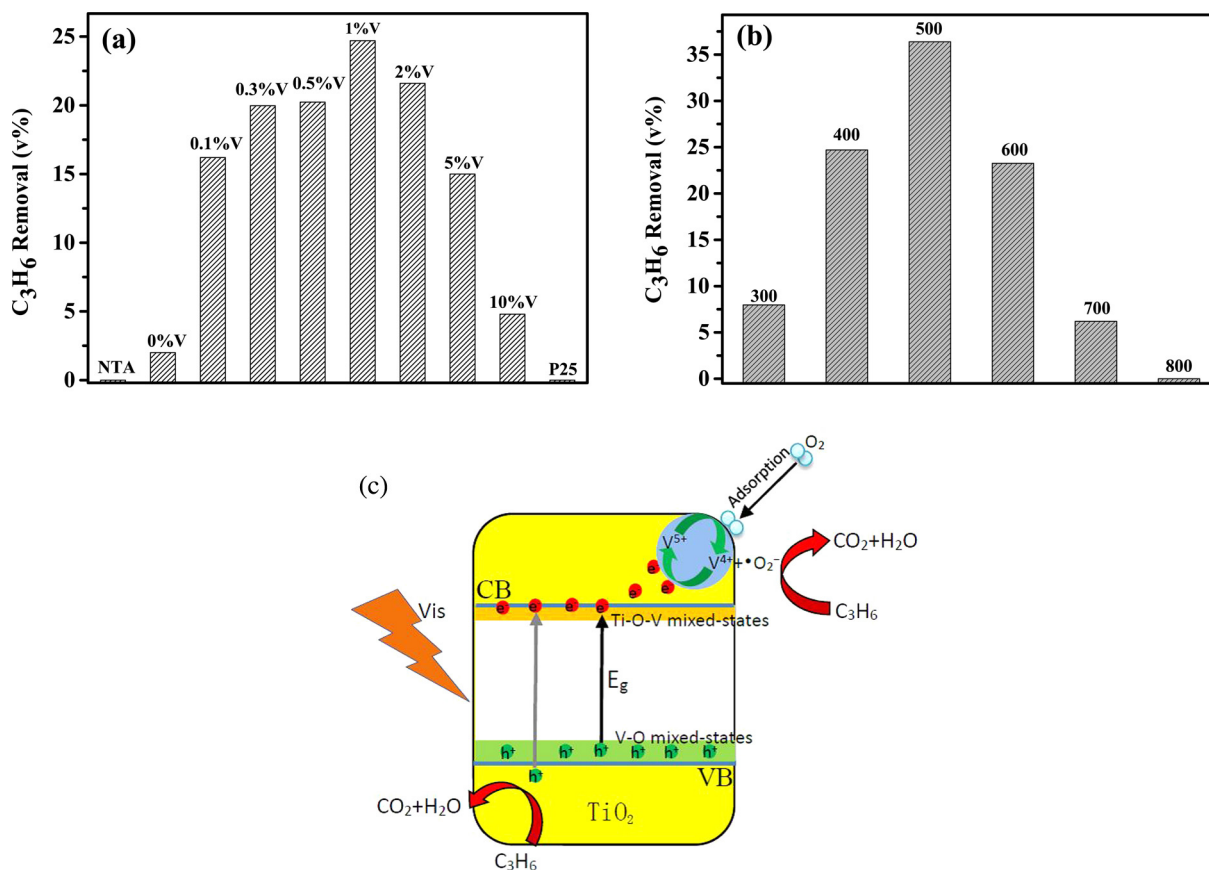 (a)
C₃H₆ Removal (v%)
25
20
15
10
5
0
NTA
0%V
0.1%V
0.3%V
0.5%V
1%V
2%V
5%V
10%V
P25
(b)
C₃H₆ Removal (v%)
35
30
25
20
15
10
5
0
300
400
500
600
700
800
(c)
O₂
Adsorption
V⁵⁺
V⁴⁺+•O₂⁻
CO₂+H₂O
C₃H₆
e e e e e e e
CB
Ti-O-V mixed-states
Vis
Eg
V-O mixed-states
h⁺ h⁺ h⁺ h⁺ h⁺ h⁺
h⁺
VB
CO₂+H₂O
TiO₂
C₃H₆